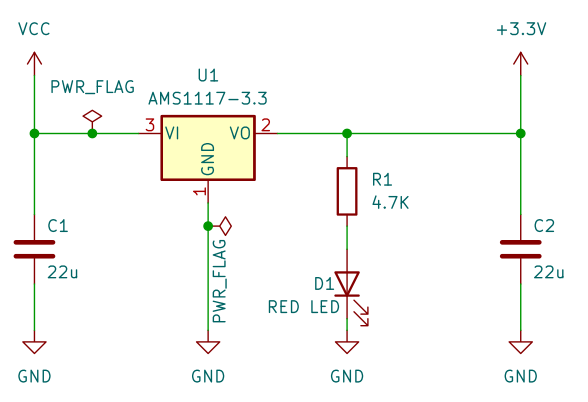 VCC
+3.3V
PWR_FLAG
U1
AMS1117-3.3
3
VI
VO
2
GND
1
R1
4.7K
PWR_FLAG
C1
22u
D1
RED LED
C2
22u
GND
GND
GND
GND